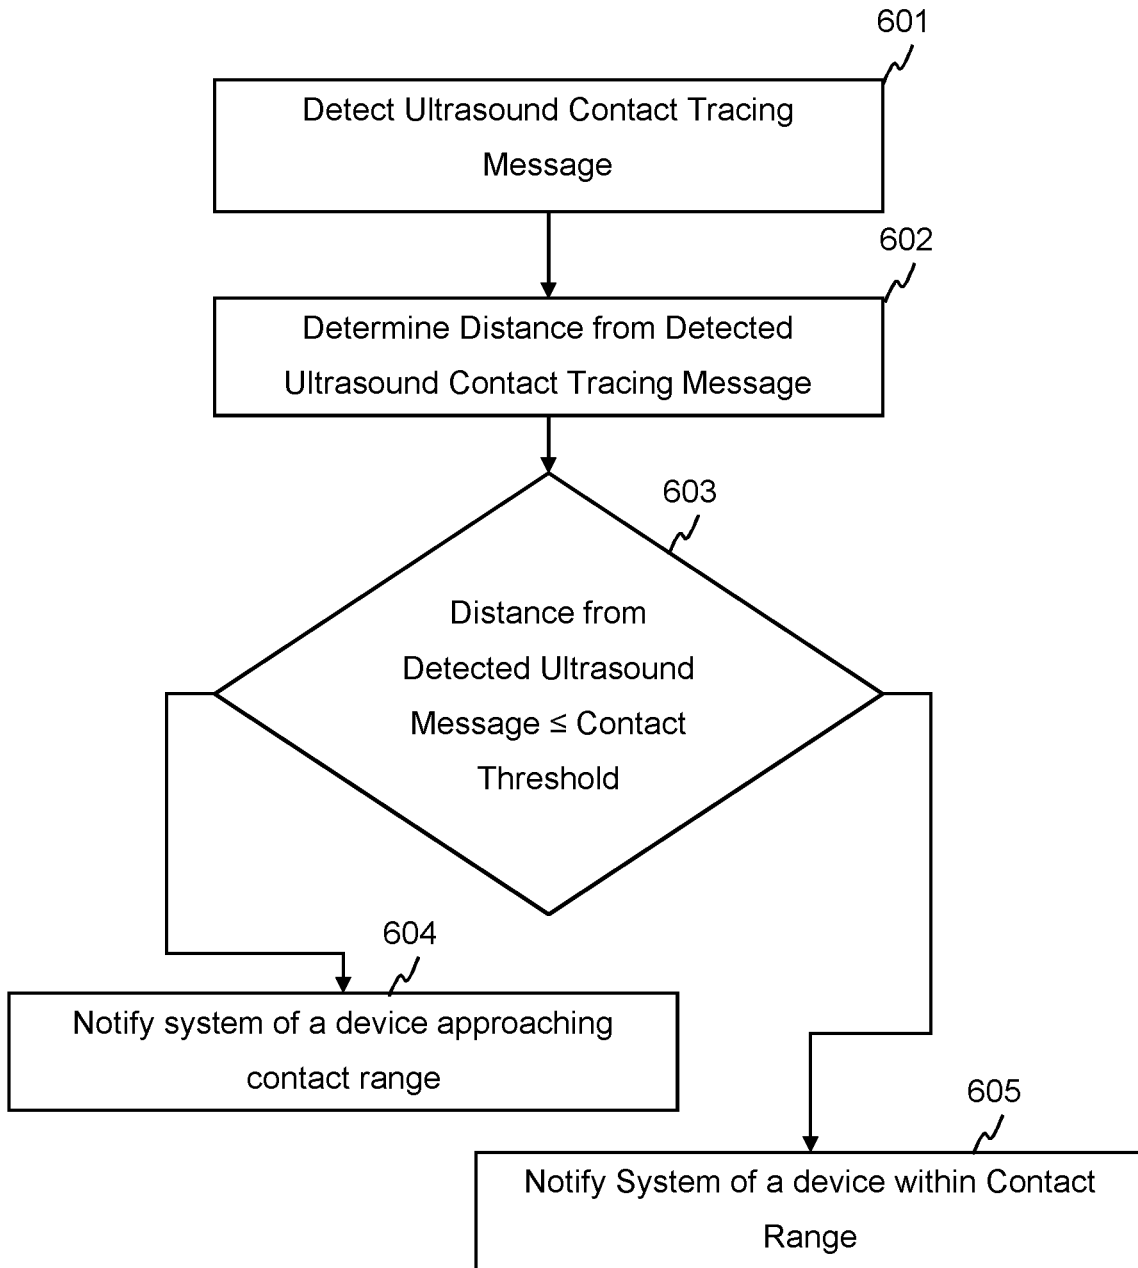 601
Detect Ultrasound Contact Tracing
Message
602
Determine Distance from Detected
Ultrasound Contact Tracing Message
603
Distance from
Detected Ultrasound
Message ≤ Contact
Threshold
604
Notify system of a device approaching
contact range
605
Notify System of a device within Contact
Range